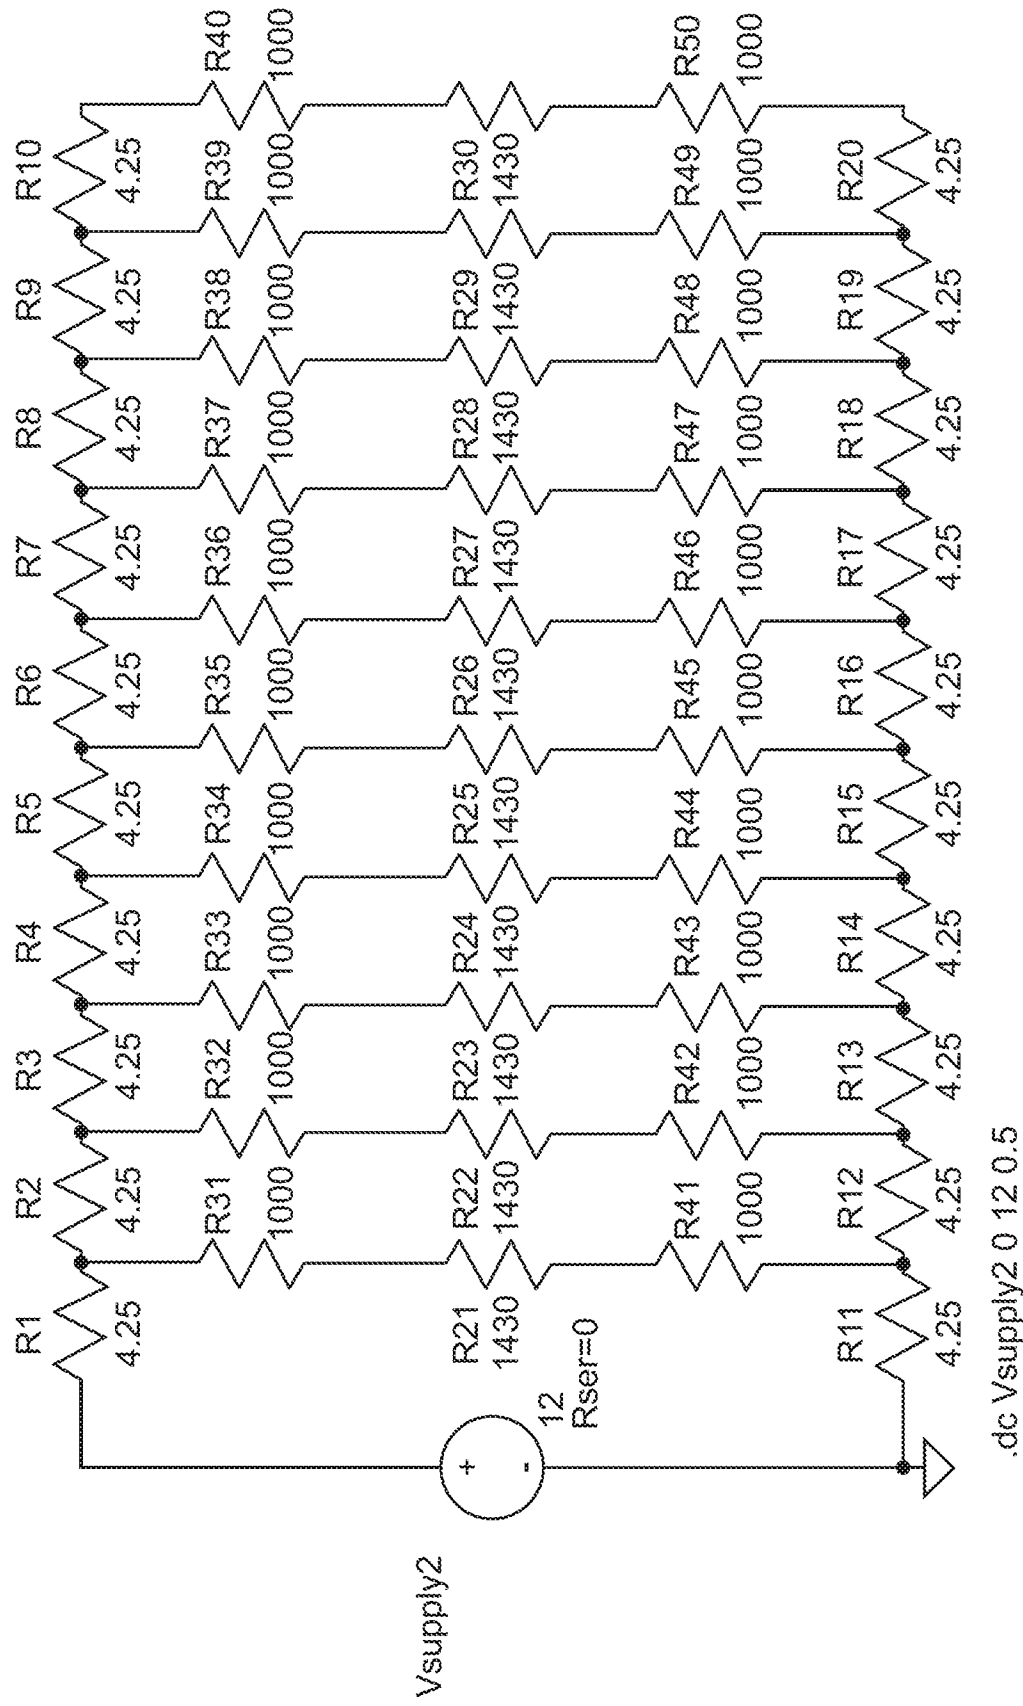 R1 R2 R3 R4 R5 R6 R7 R8 R9 R10
4.25 4.25 4.25 4.25 4.25 4.25 4.25 4.25 4.25 4.25
R31 R32 R33 R34 R35 R36 R37 R38 R39 R40
1000 1000 1000 1000 1000 1000 1000 1000 1000 1000
Vsupply2
+
-
12
Rser=0
R21 R22 R23 R24 R25 R26 R27 R28 R29 R30
1430 1430 1430 1430 1430 1430 1430 1430 1430 1430
R41 R42 R43 R44 R45 R46 R47 R48 R49 R50
1000 1000 1000 1000 1000 1000 1000 1000 1000 1000
R11 R12 R13 R14 R15 R16 R17 R18 R19 R20
4.25 4.25 4.25 4.25 4.25 4.25 4.25 4.25 4.25 4.25
.dc Vsupply2 0 12 0.5